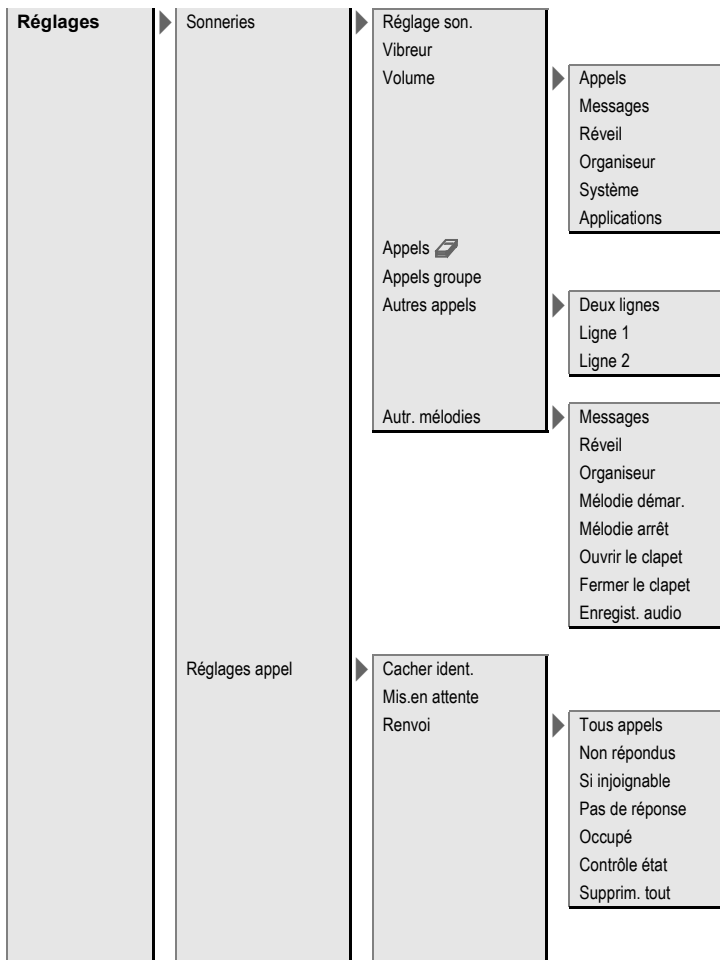 Réglages
Sonneries
Réglage son.
Vibreur
Volume
Appels
Messages
Réveil
Organiseur
Système
Applications
Appels
Appels groupe
Autres appels
Deux lignes
Ligne 1
Ligne 2
Autr. mélodies
Messages
Réveil
Organiseur
Mélodie démar.
Mélodie arrêt
Ouvrir le clapet
Fermer le clapet
Enregist. audio
Réglages appel
Cacher ident.
Mis.en attente
Renvoi
Tous appels
Non répondus
Si injoignable
Pas de réponse
Occupé
Contrôle état
Supprim. tout